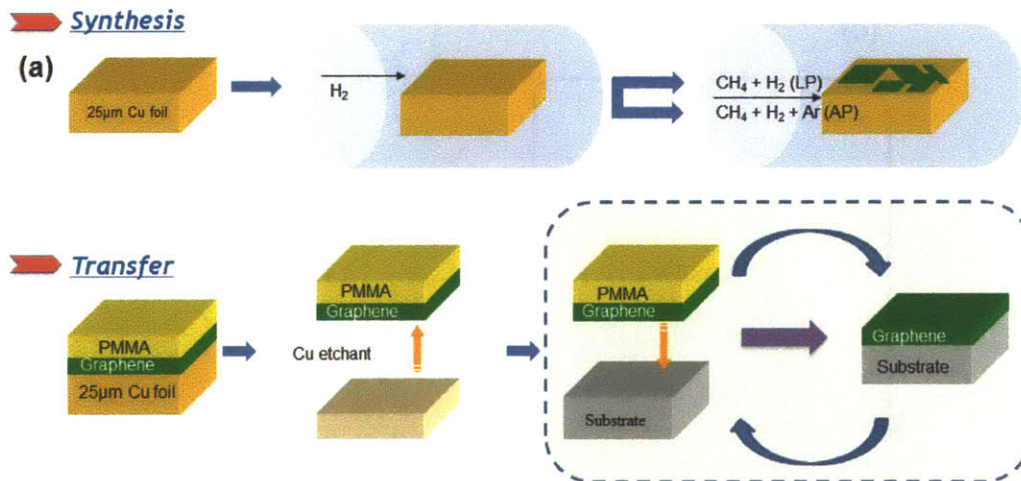 Synthesis
(a)
25μm Cu foil
H₂
CH₄ + H₂ (LP)
CH₄ + H₂ + Ar (AP)
Transfer
PMMA
Graphene
25μm Cu foil
PMMA
Graphene
Cu etchant
PMMA
Graphene
Substrate
Graphene
Substrate